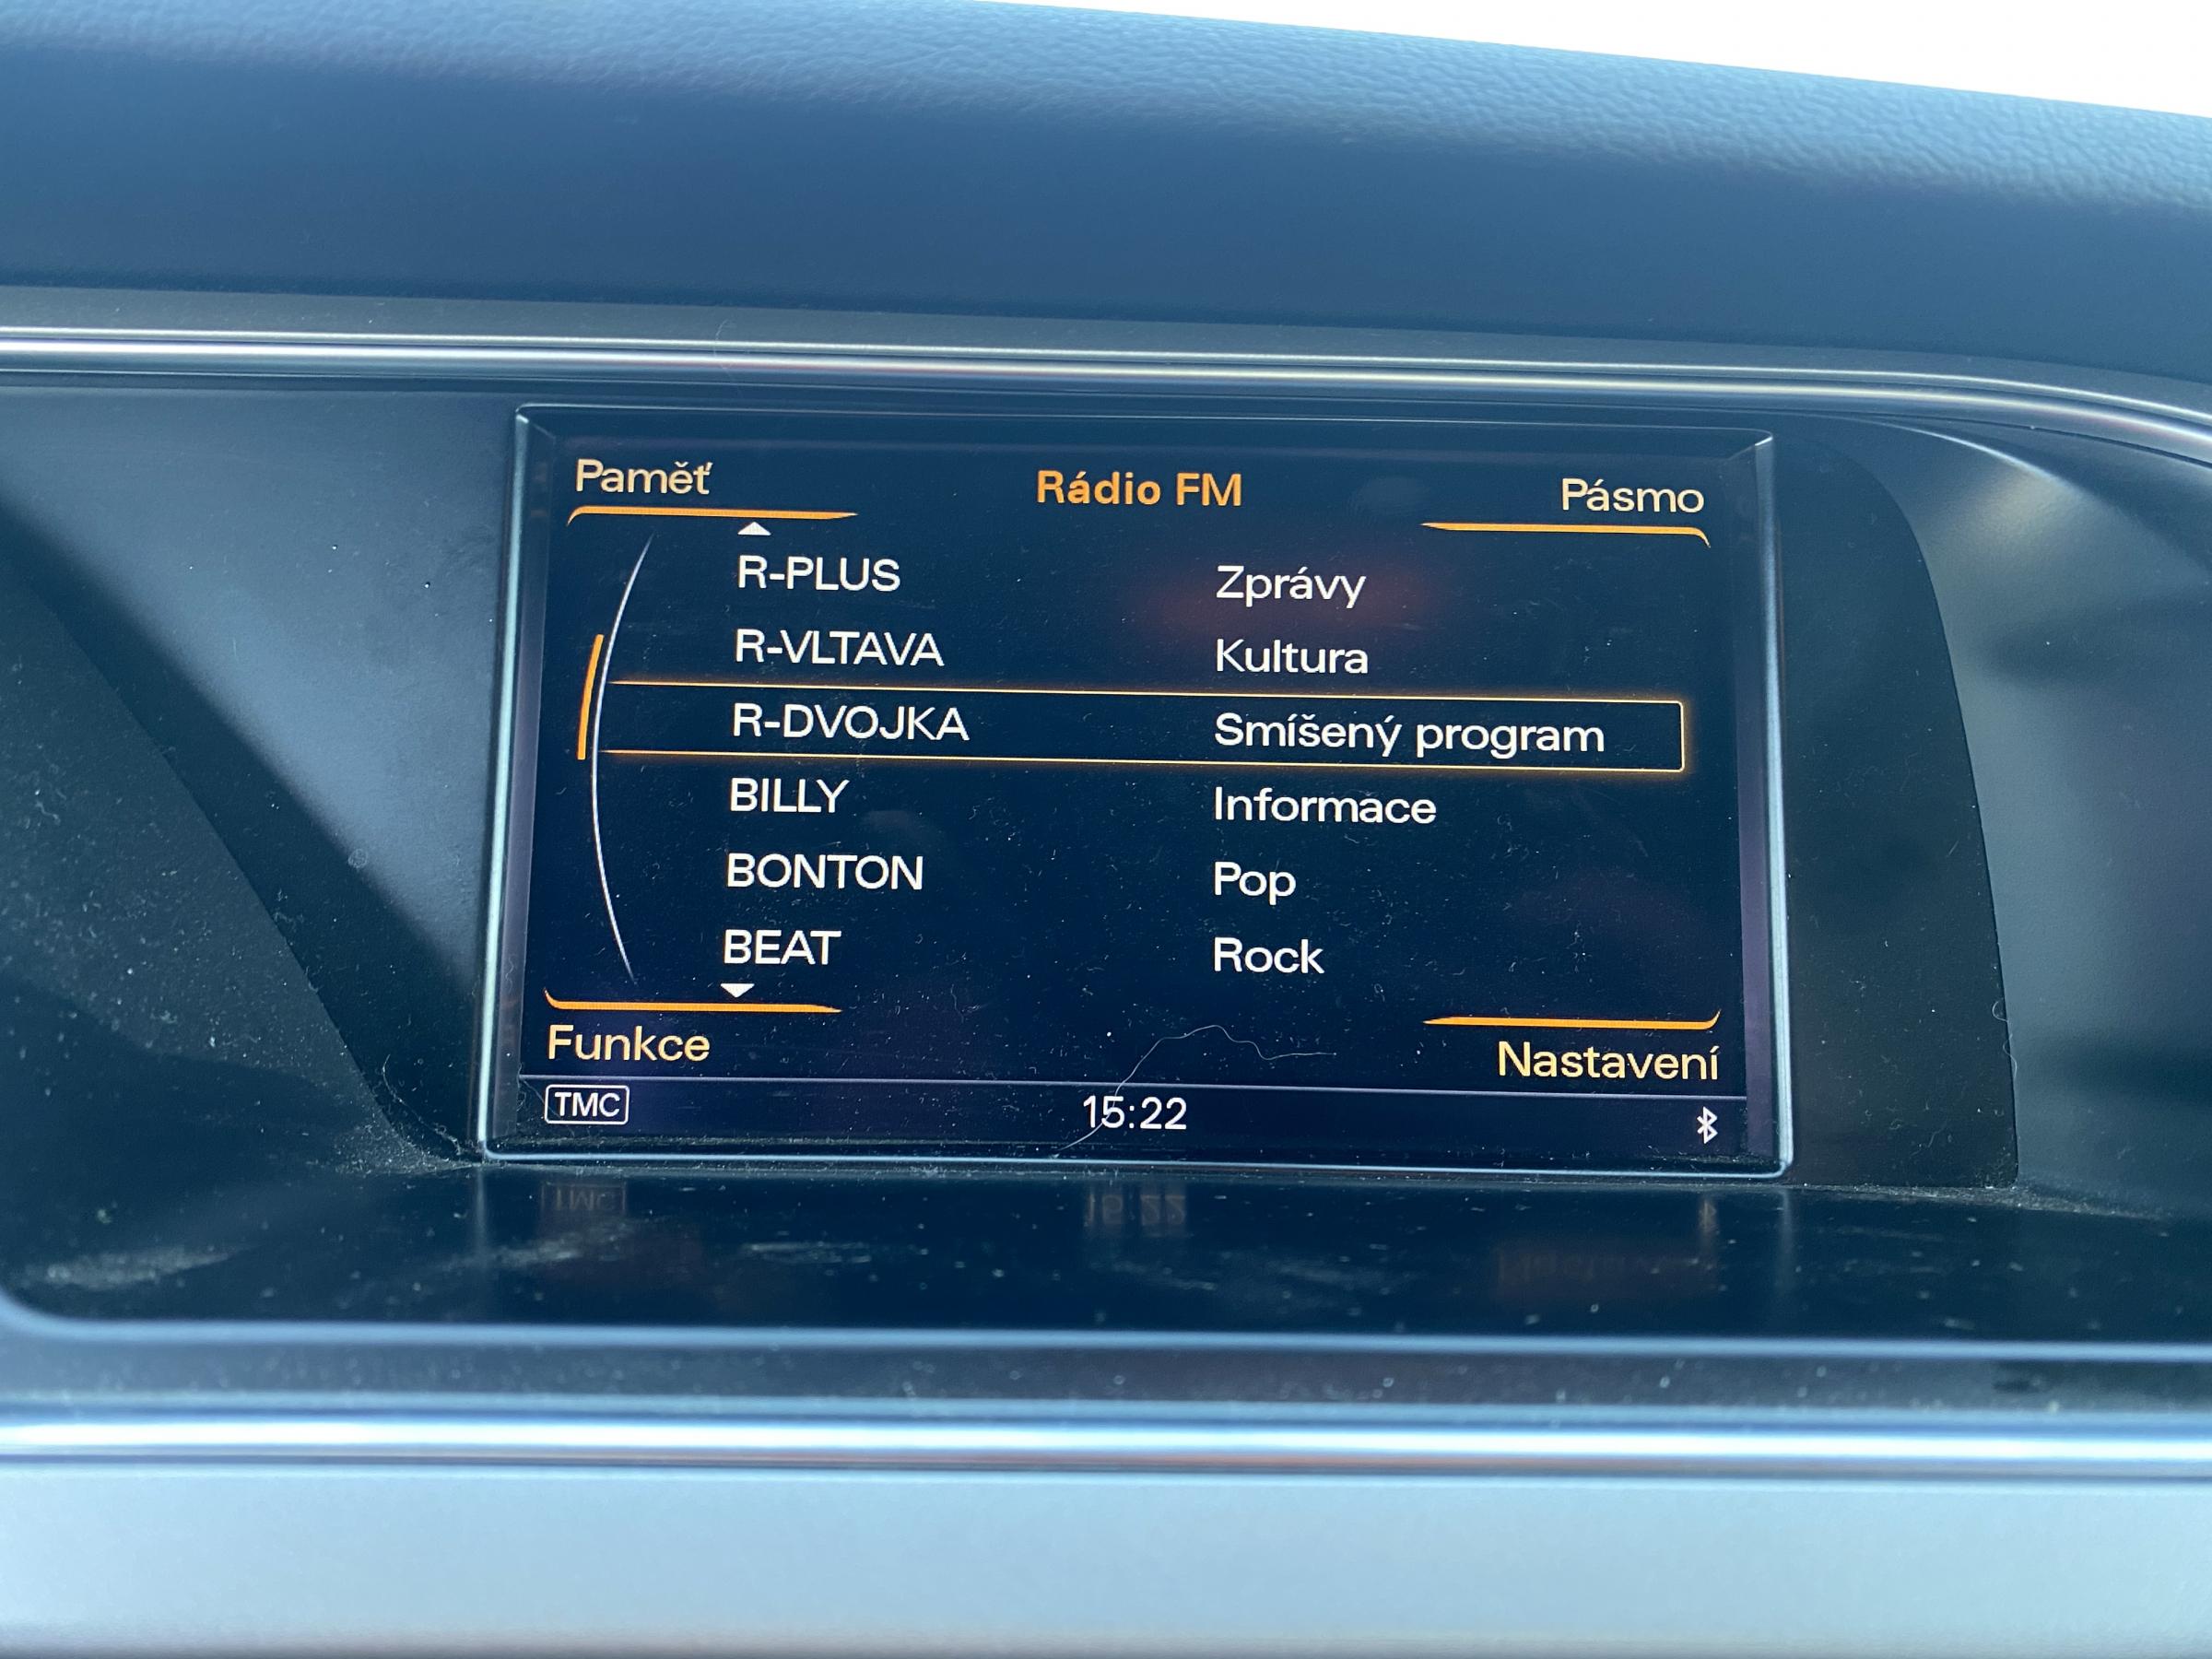 Paměť Rádio FM Pásmo
R-PLUS Zprávy
R-VLTAVA Kultura
R-DVOJKA Smíšený program
BILLY Informace
BONTON Pop
BEAT Rock
Funkce Nastavení
TMC 15:22